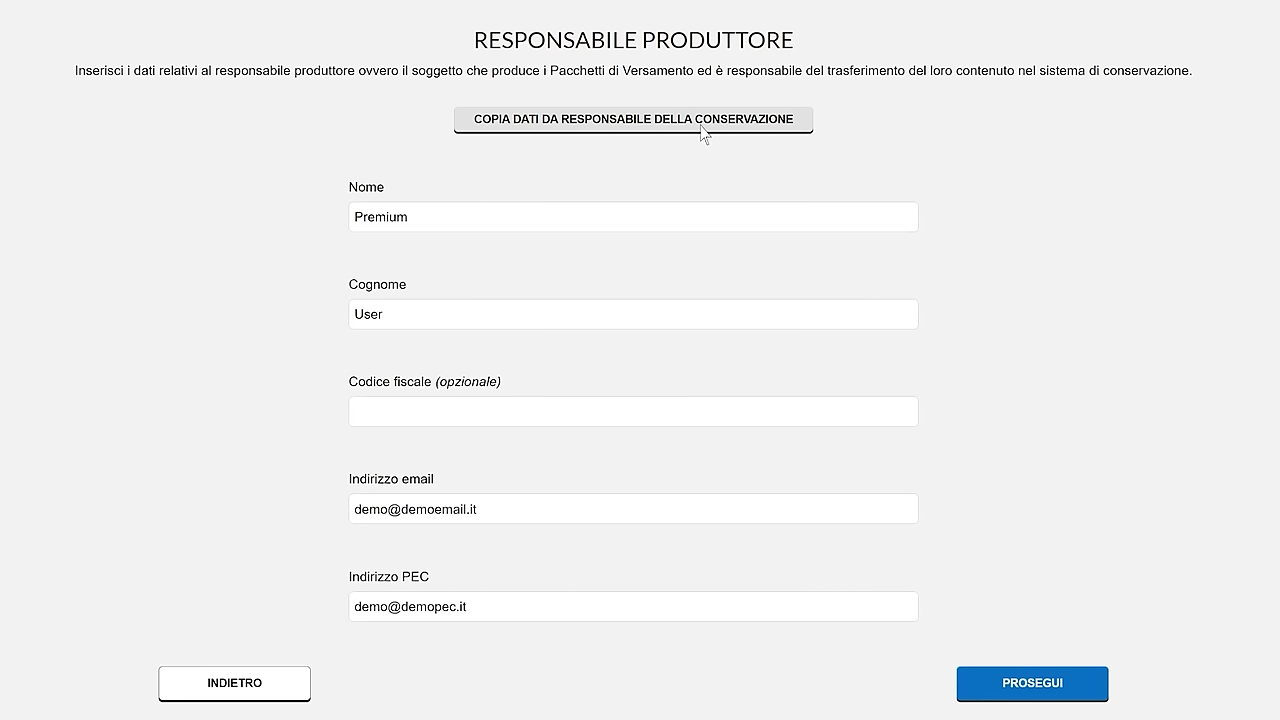 RESPONSABILE PRODUTTORE
Inserisci i dati relativi al responsabile produttore ovvero il soggetto che produce i Pacchetti di Versamento ed è responsabile del trasferimento del loro contenuto nel sistema di conservazione.
COPIA DATI DA RESPONSABILE DELLA CONSERVAZIONE
Nome
Premium
Cognome
User
Codice fiscale (opzionale)
Indirizzo email
demo@demoemail.it
Indirizzo PEC
demo@demopec.it
INDIETRO
PROSEGUI